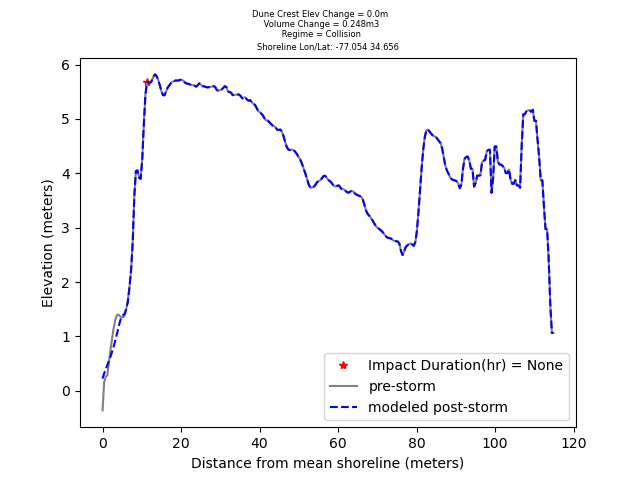 Dune Crest Elev Change = 0.0m
Volume Change = 0.248m3
Regime = Collision
Shoreline Lon/Lat: -77.054 34.656
6
5
4
3
2
1
0
Elevation (meters)
Impact Duration(hr) = None
pre-storm
modeled post-storm
0 20 40 60 80 100 120
Distance from mean shoreline (meters)